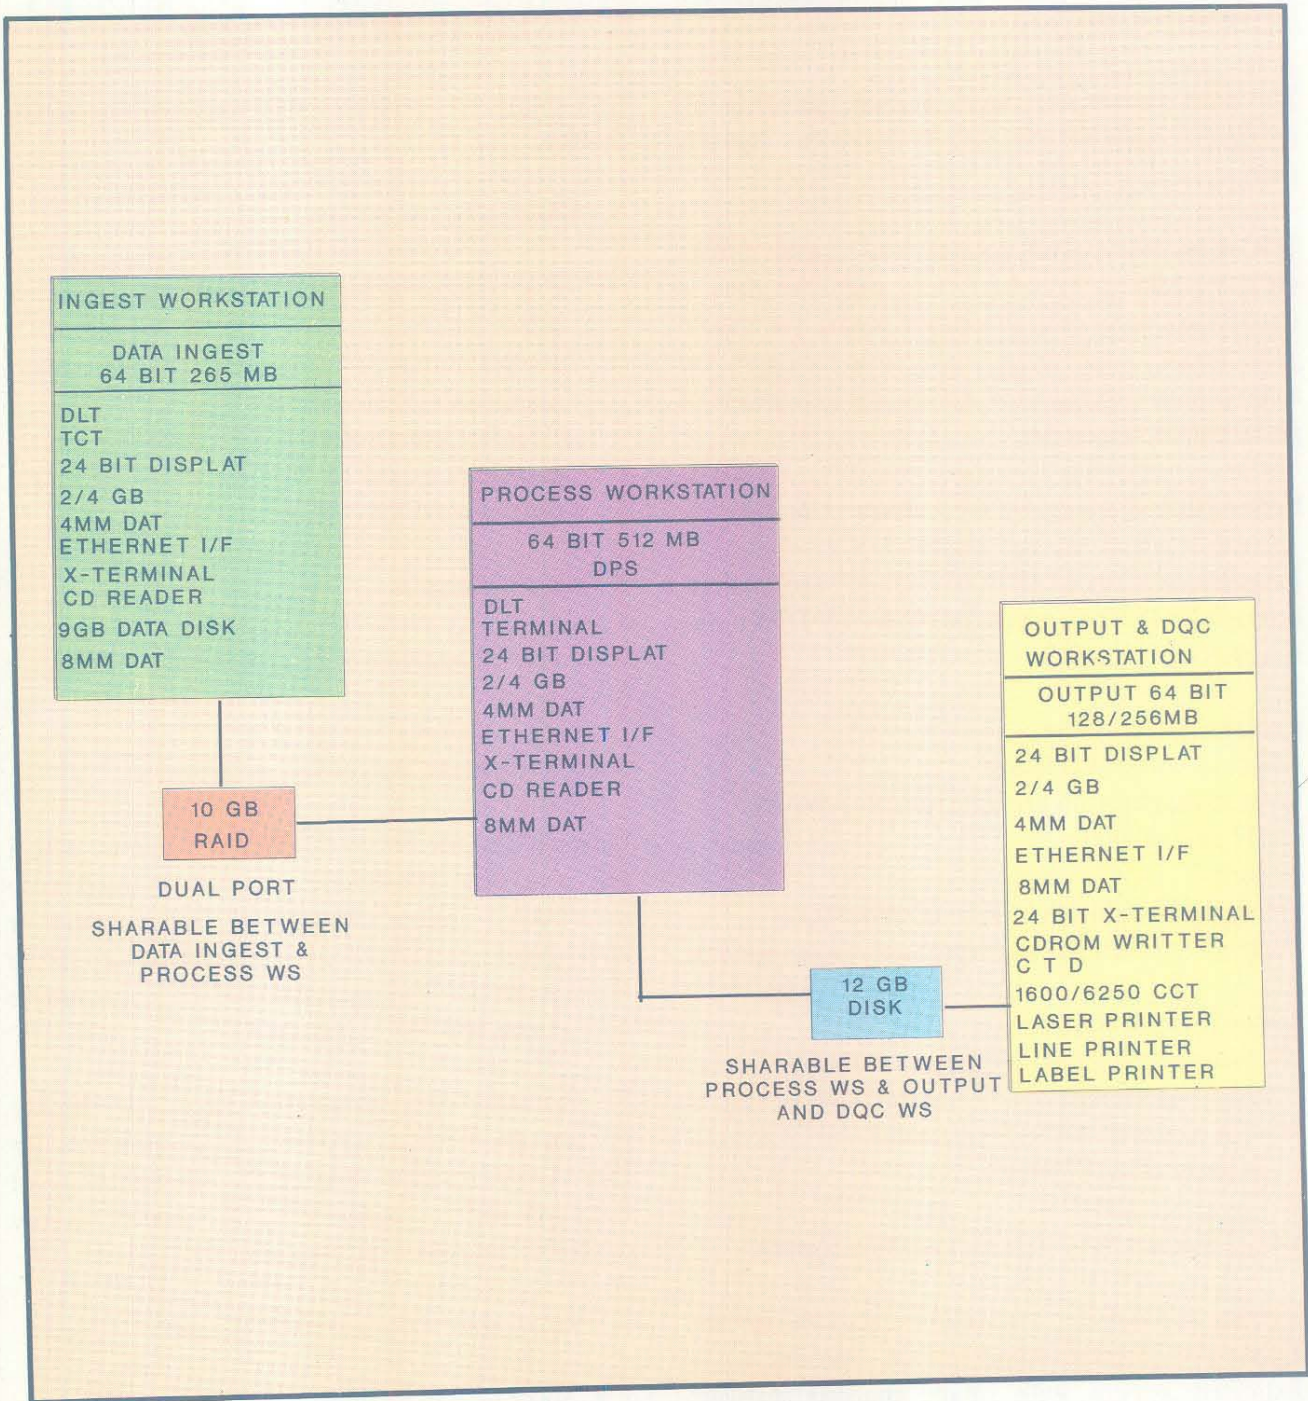 INGEST WORKSTATION
DATA INGEST
64 BIT 265 MB
DLT
TCT
24 BIT DISPLAT
2/4 GB
4MM DAT
ETHERNET I/F
X-TERMINAL
CD READER
9GB DATA DISK
8MM DAT
10 GB
RAID
DUAL PORT
SHARABLE BETWEEN
DATA INGEST &
PROCESS WS
PROCESS WORKSTATION
64 BIT 512 MB
DPS
DLT
TERMINAL
24 BIT DISPLAT
2/4 GB
4MM DAT
ETHERNET I/F
X-TERMINAL
CD READER
8MM DAT
12 GB
DISK
SHARABLE BETWEEN
PROCESS WS & OUTPUT
AND DQC WS
OUTPUT & DQC
WORKSTATION
OUTPUT 64 BIT
128/256MB
24 BIT DISPLAT
2/4 GB
4MM DAT
ETHERNET I/F
8MM DAT
24 BIT X-TERMINAL
CDROM WRITTER
C T D
1600/6250 CCT
LASER PRINTER
LINE PRINTER
LABEL PRINTER